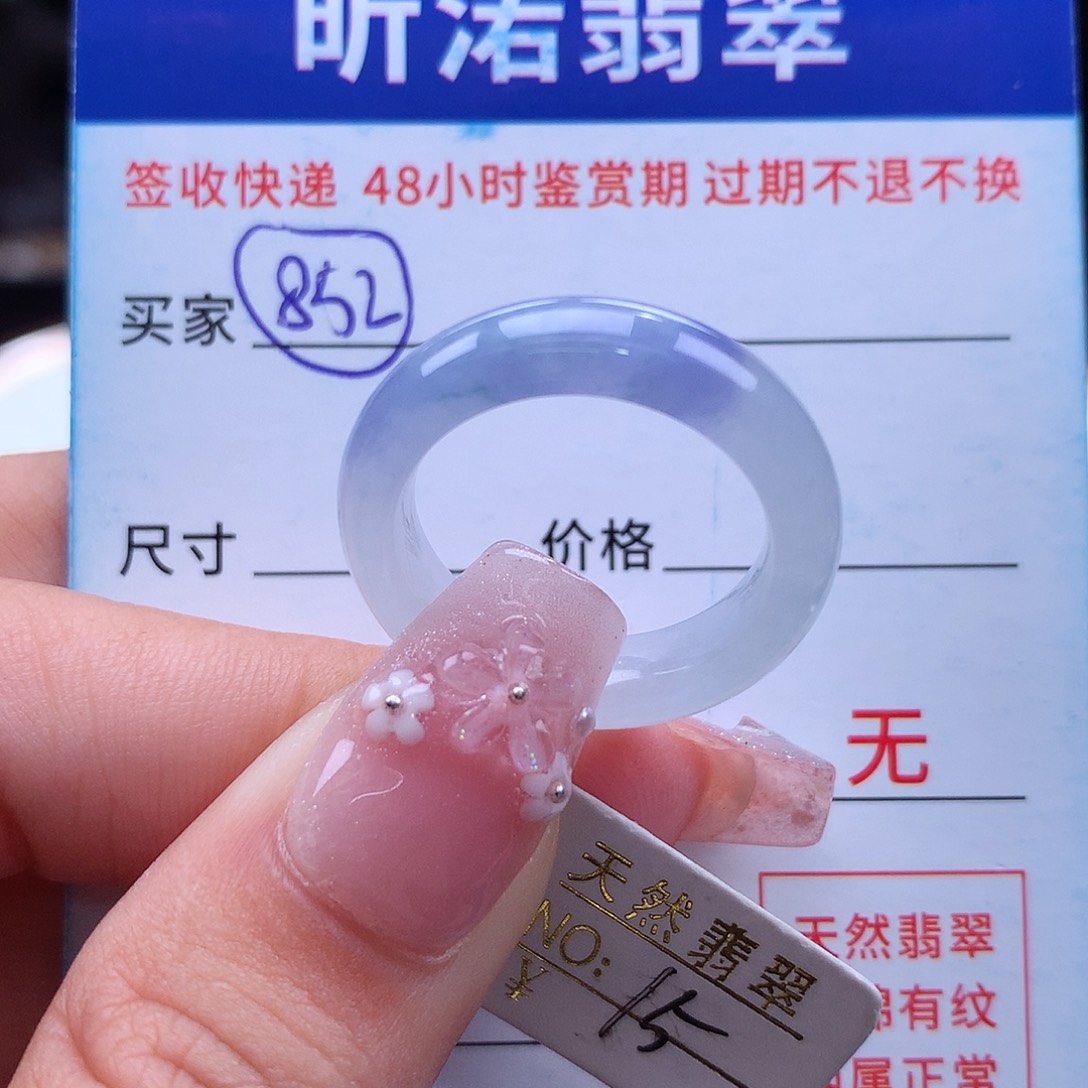 昕渃翡翠
签收快递 48小时鉴赏期 过期不退不换
买家 852
尺寸 价格
无
天然翡翠
NO: 15
¥
天然翡翠
棉有纹
属正常